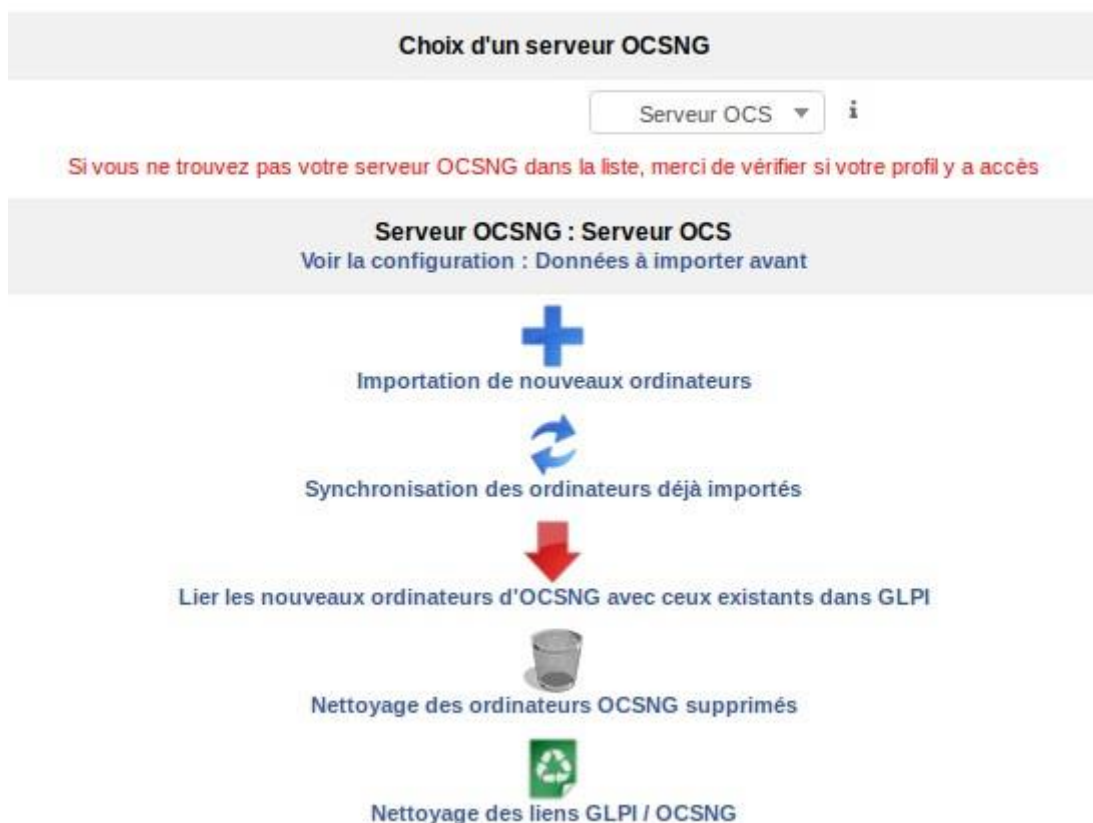 Choix d'un serveur OCSNG
Serveur OCS
Si vous ne trouvez pas votre serveur OCSNG dans la liste, merci de vérifier si votre profil y a accès
Serveur OCSNG : Serveur OCS
Voir la configuration : Données à importer avant
Importation de nouveaux ordinateurs
Synchronisation des ordinateurs déjà importés
Lier les nouveaux ordinateurs d'OCSNG avec ceux existants dans GLPI
Nettoyage des ordinateurs OCSNG supprimés
Nettoyage des liens GLPI / OCSNG